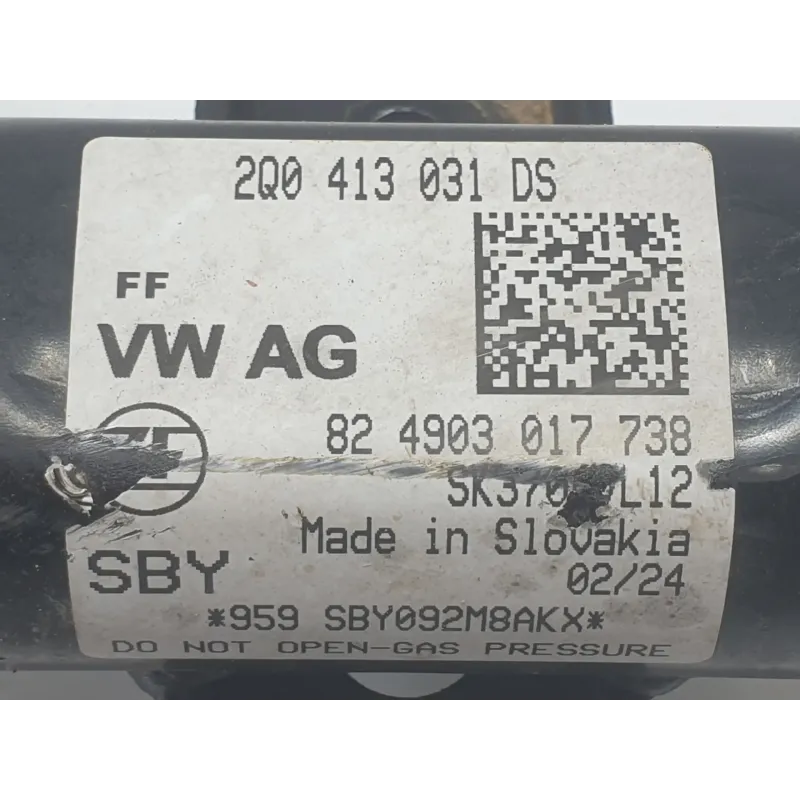 2Q0 413 031 DS
FF
VW AG
82 4903 017 738
ZF
Made in Slovakia
SBY
02/24
*959 SBY092M8AKX*
DO NOT OPEN-GAS PRESSURE